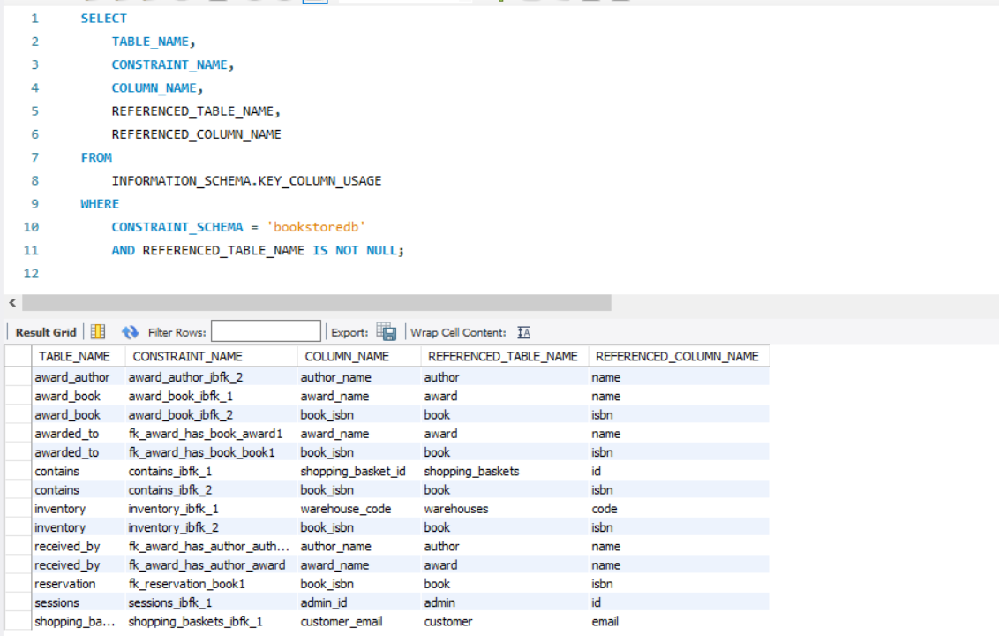 1 SELECT
2 TABLE_NAME,
3 CONSTRAINT_NAME,
4 COLUMN_NAME,
5 REFERENCED_TABLE_NAME,
6 REFERENCED_COLUMN_NAME
7 FROM
8 INFORMATION_SCHEMA.KEY_COLUMN_USAGE
9 WHERE
10 CONSTRAINT_SCHEMA = 'bookstoredb'
11 AND REFERENCED_TABLE_NAME IS NOT NULL;
12
Result Grid Filter Rows: Export: Wrap Cell Content:
TABLE_NAME CONSTRAINT_NAME COLUMN_NAME REFERENCED_TABLE_NAME REFERENCED_COLUMN_NAME
award_author award_author_ibfk_2 author_name author name
award_book award_book_ibfk_1 award_name award name
award_book award_book_ibfk_2 book_isbn book isbn
awarded_to fk_award_has_book_award1 award_name award name
awarded_to fk_award_has_book_book1 book_isbn book isbn
contains contains_ibfk_1 shopping_basket_id shopping_baskets id
contains contains_ibfk_2 book_isbn book isbn
inventory inventory_ibfk_1 warehouse_code warehouses code
inventory inventory_ibfk_2 book_isbn book isbn
received_by fk_award_has_author_auth... author_name author name
received_by fk_award_has_author_award award_name award name
reservation fk_reservation_book1 book_isbn book isbn
sessions sessions_ibfk_1 admin_id admin id
shopping_ba... shopping_baskets_ibfk_1 customer_email customer email